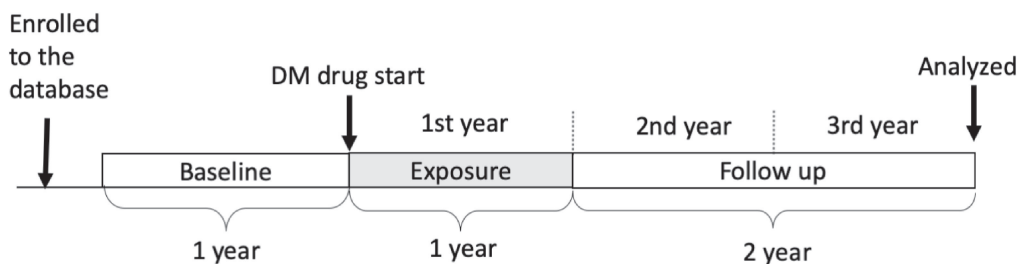 Enrolled
to the
database
DM drug start
Analyzed
1st year
2nd year
3rd year
Baseline
Exposure
Follow up
1 year
1 year
2 year